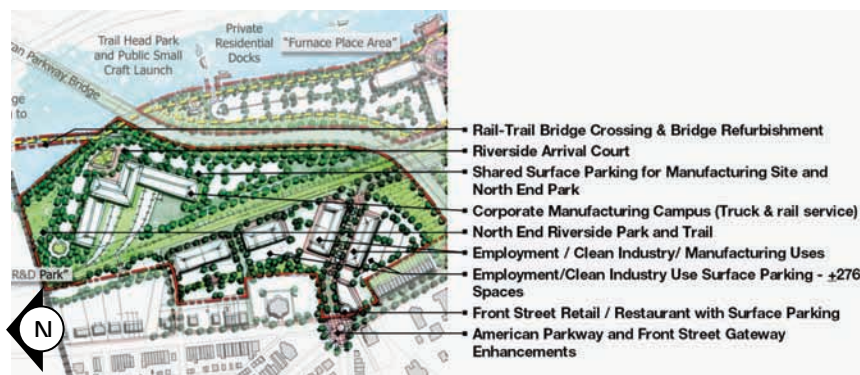 Private
Trail Head Park
Residential
"Furnace Place Area"
and Public Small
Docks
Craft Launch
Parkway Bridge
Rail-Trail Bridge Crossing & Bridge Refurbishment
Riverside Arrival Court
Shared Surface Parking for Manufacturing Site and
North End Park
Corporate Manufacturing Campus (Truck & rail service)
North End Riverside Park and Trail
Employment / Clean Industry/ Manufacturing Uses
Employment/Clean Industry Use Surface Parking - ±276
Spaces
Front Street Retail / Restaurant with Surface Parking
American Parkway and Front Street Gateway
Enhancements
R&D Park"
N